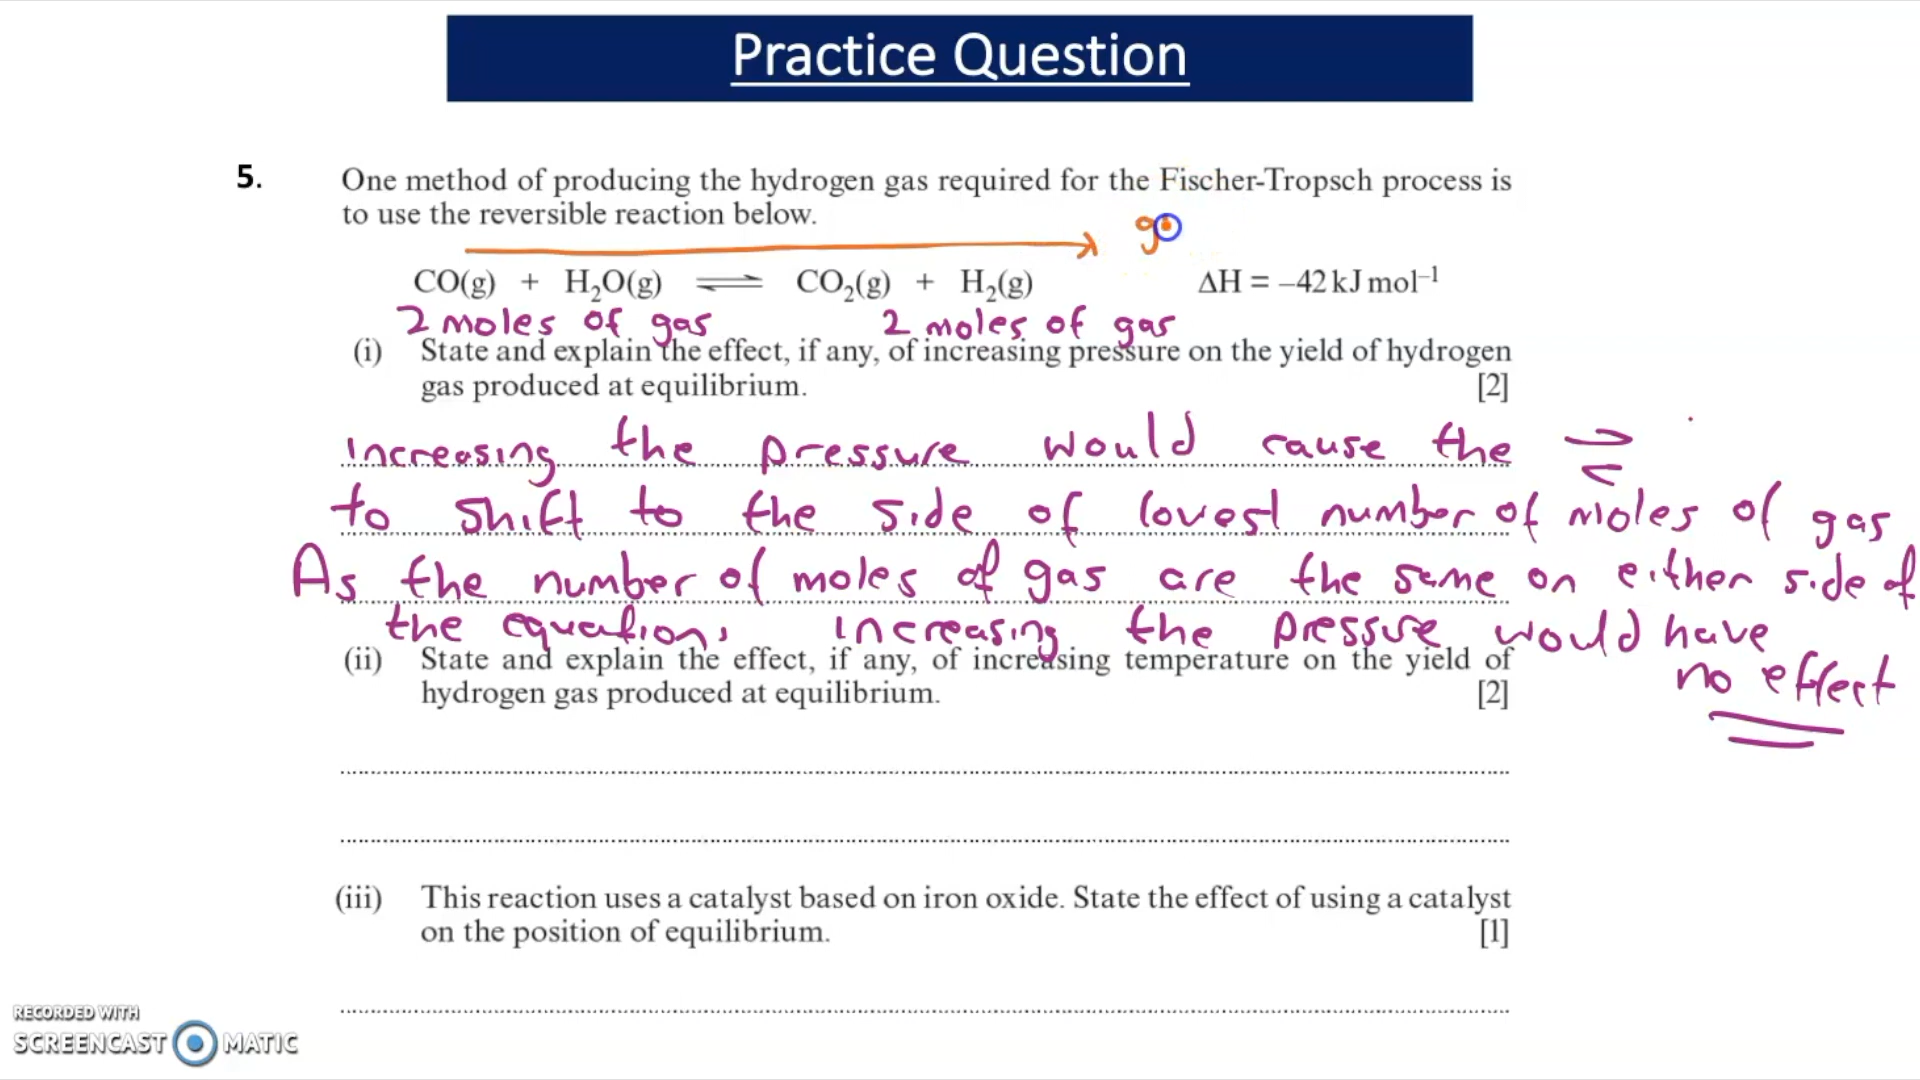 Practice Question
5. One method of producing the hydrogen gas required for the Fischer-Tropsch process is
to use the reversible reaction below.
CO(g) + H₂O(g) ⇌ CO₂(g) + H₂(g) ΔH = –42 kJ mol⁻¹
2 moles of gas 2 moles of gas
(i) State and explain the effect, if any, of increasing pressure on the yield of hydrogen
gas produced at equilibrium. [2]
increasing the pressure would cause the ⇌
to shift to the side of lowest number of moles of gas
As the number of moles of gas are the same on either side of
the equation, increasing the pressure would have
no effect
(ii) State and explain the effect, if any, of increasing temperature on the yield of
hydrogen gas produced at equilibrium. [2]
(iii) This reaction uses a catalyst based on iron oxide. State the effect of using a catalyst
on the position of equilibrium. [1]
RECORDED WITH
SCREENCAST MATIC